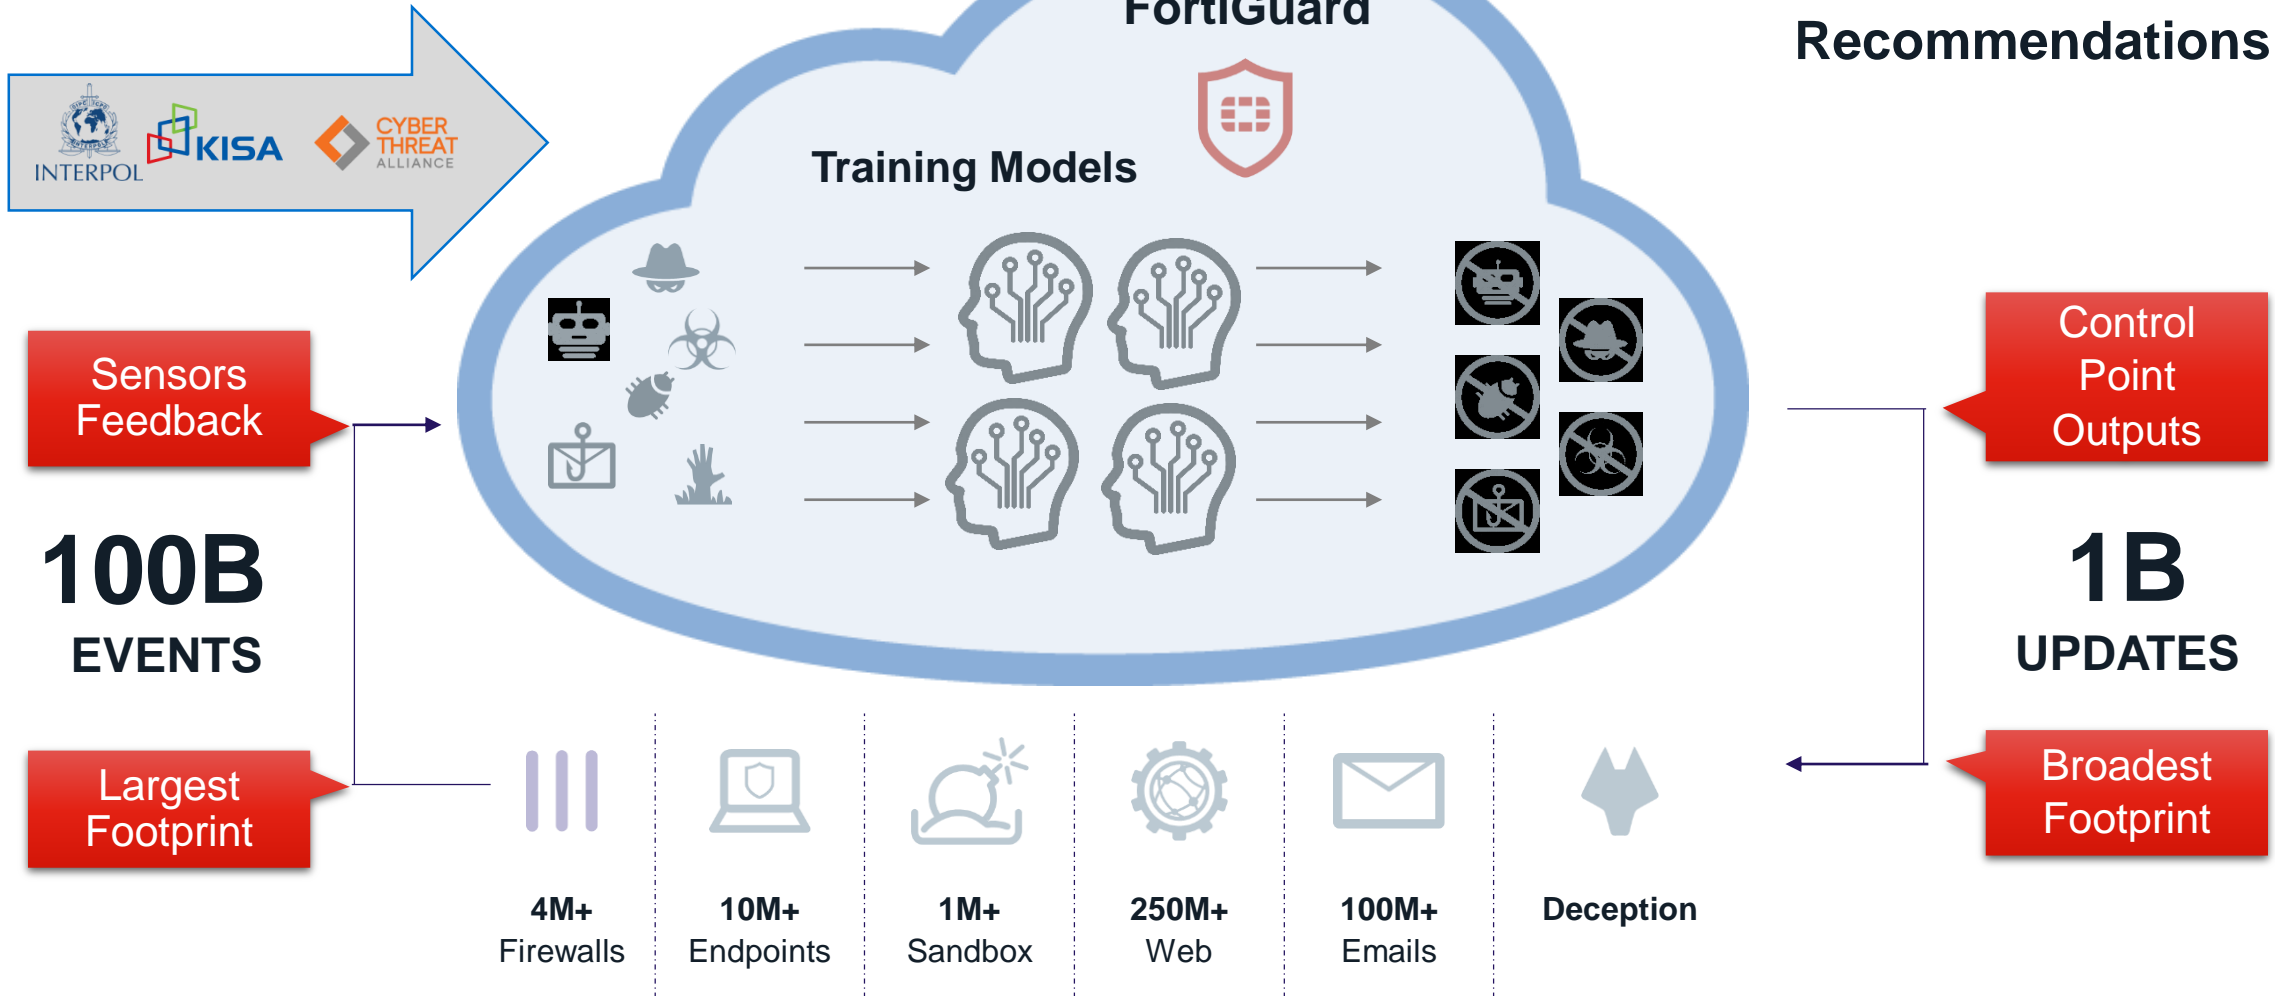 FortiGuard
Recommendations
INTERPOL
KISA
CYBER
THREAT
ALLIANCE
Training Models
Sensors
Feedback
Control
Point
Outputs
100B
EVENTS
1B
UPDATES
Largest
Footprint
Broadest
Footprint
4M+
Firewalls
10M+
Endpoints
1M+
Sandbox
250M+
Web
100M+
Emails
Deception